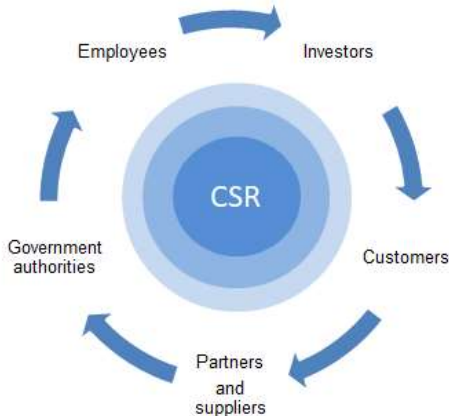 Employees
Investors
CSR
Government
authorities
Customers
Partners
and
suppliers